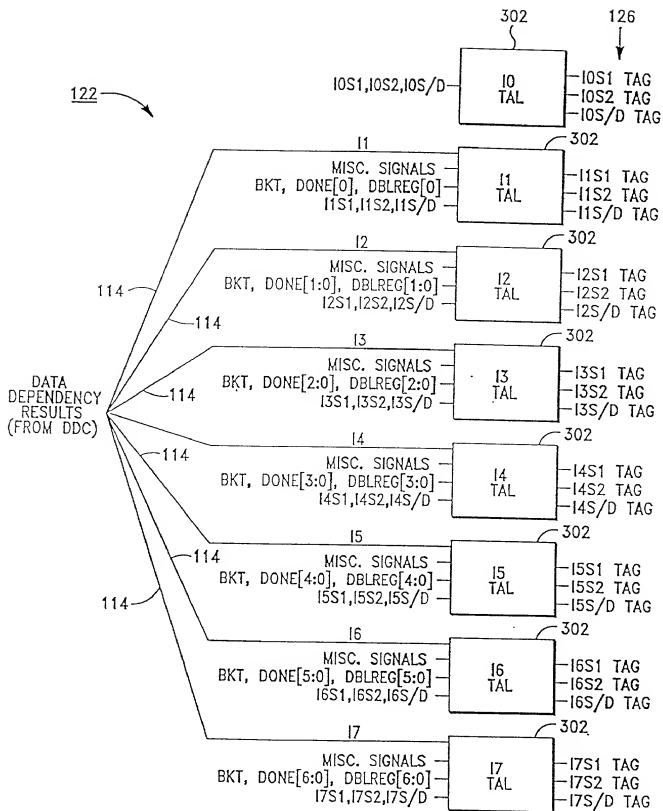 302
126
122
I0S1,I0S2,I0S/D
I0
TAL
I0S1 TAG
I0S2 TAG
I0S/D TAG
I1
302
MISC. SIGNALS
BKT, DONE[0], DBLREG[0]
I1S1,I1S2,I1S/D
I1
TAL
I1S1 TAG
I1S2 TAG
I1S/D TAG
I2
302
114
MISC. SIGNALS
BKT, DONE[1:0], DBLREG[1:0]
I2S1,I2S2,I2S/D
I2
TAL
I2S1 TAG
I2S2 TAG
I2S/D TAG
114
I3
302
MISC. SIGNALS
BKT, DONE[2:0], DBLREG[2:0]
I3S1,I3S2,I3S/D
I3
TAL
I3S1 TAG
I3S2 TAG
I3S/D TAG
DATA
DEPENDENCY
RESULTS
(FROM DDC)
114
I4
302
114
MISC. SIGNALS
BKT, DONE[3:0], DBLREG[3:0]
I4S1,I4S2,I4S/D
I4
TAL
I4S1 TAG
I4S2 TAG
I4S/D TAG
I5
302
114
MISC. SIGNALS
BKT, DONE[4:0], DBLREG[4:0]
I5S1,I5S2,I5S/D
I5
TAL
I5S1 TAG
I5S2 TAG
I5S/D TAG
114
I6
302
MISC. SIGNALS
BKT, DONE[5:0], DBLREG[5:0]
I6S1,I6S2,I6S/D
I6
TAL
I6S1 TAG
I6S2 TAG
I6S/D TAG
I7
302
MISC. SIGNALS
BKT, DONE[6:0], DBLREG[6:0]
I7S1,I7S2,I7S/D
I7
TAL
I7S1 TAG
I7S2 TAG
I7S/D TAG